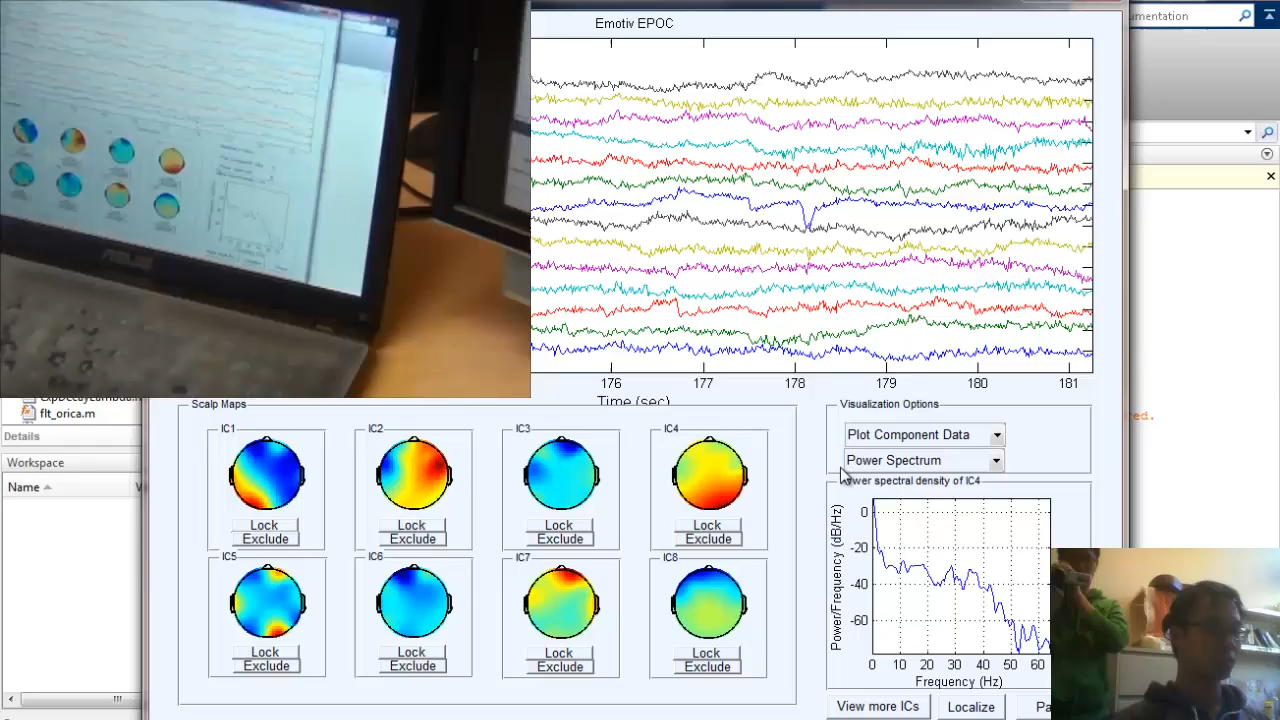 Emotiv EPOC
umentation
176 177 178 179 180 181
Time (sec)
ASUS
flt_orica.m
Details
Workspace
Name
red.
Scalp Maps
IC1 IC2 IC3 IC4
Lock Lock Lock Lock
Exclude Exclude Exclude Exclude
IC5 IC6 IC7 IC8
Lock Lock Lock Lock
Exclude Exclude Exclude Exclude
Visualization Options
Plot Component Data
Power Spectrum
Power spectral density of IC4
Power/Frequency (dB/Hz)
0
-20
-40
-60
0 10 20 30 40 50 60
Frequency (Hz)
View more ICs Localize Pa